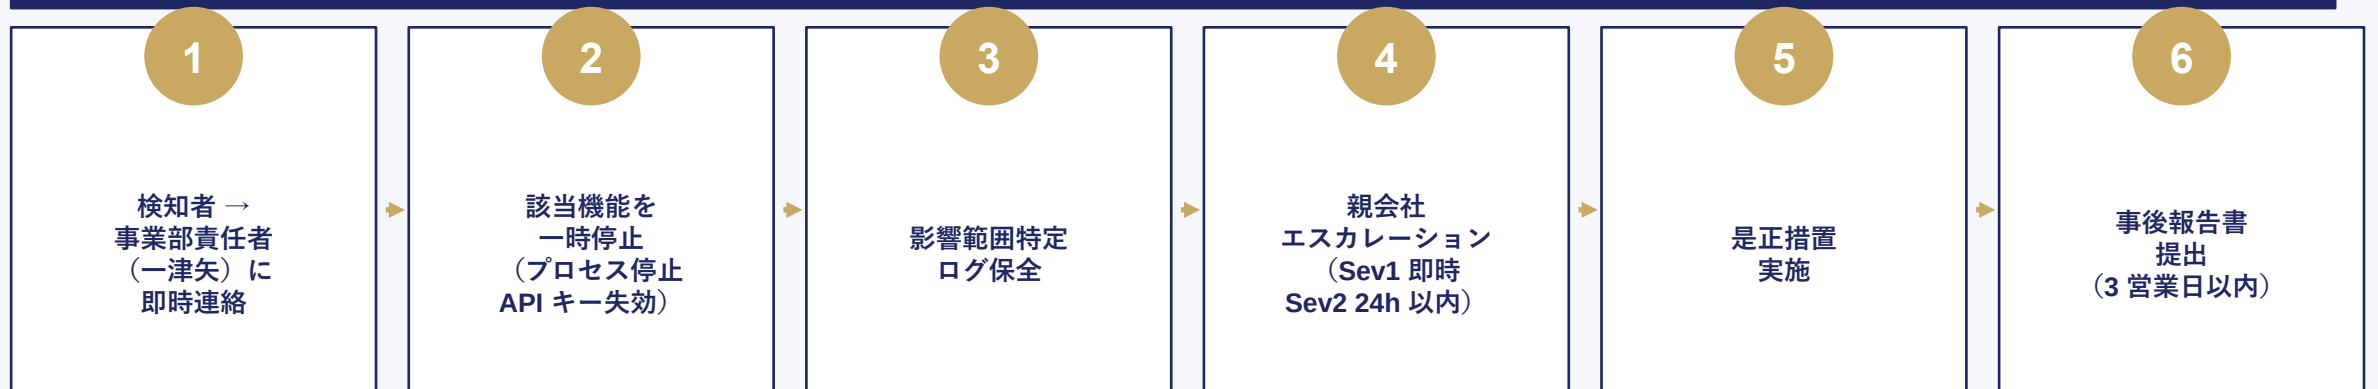 1
検知者 →
事業部責任者
（一津矢）に
即時連絡
2
該当機能を
一時停止
（プロセス停止
API キー失効）
3
影響範囲特定
ログ保全
4
親会社
エスカレーション
（Sev1 即時
Sev2 24h 以内）
5
是正措置
実施
6
事後報告書
提出
（3 営業日以内）